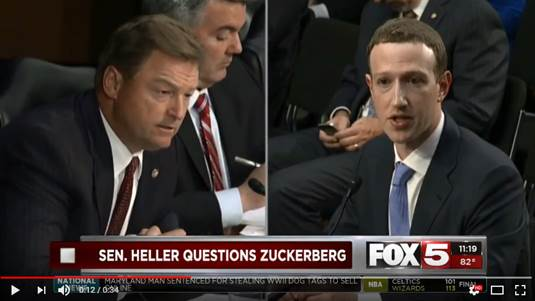 SEN. HELLER QUESTIONS ZUCKERBERG
FOX 5
11:19
82°
NATIONAL NEWSLINE
MARYLAND MAN SENTENCED FOR STEALING WWII DOG TAGS TO SELL
NBA
CELTICS 101
WIZARDS 113
FINAL
0:12 / 0:34